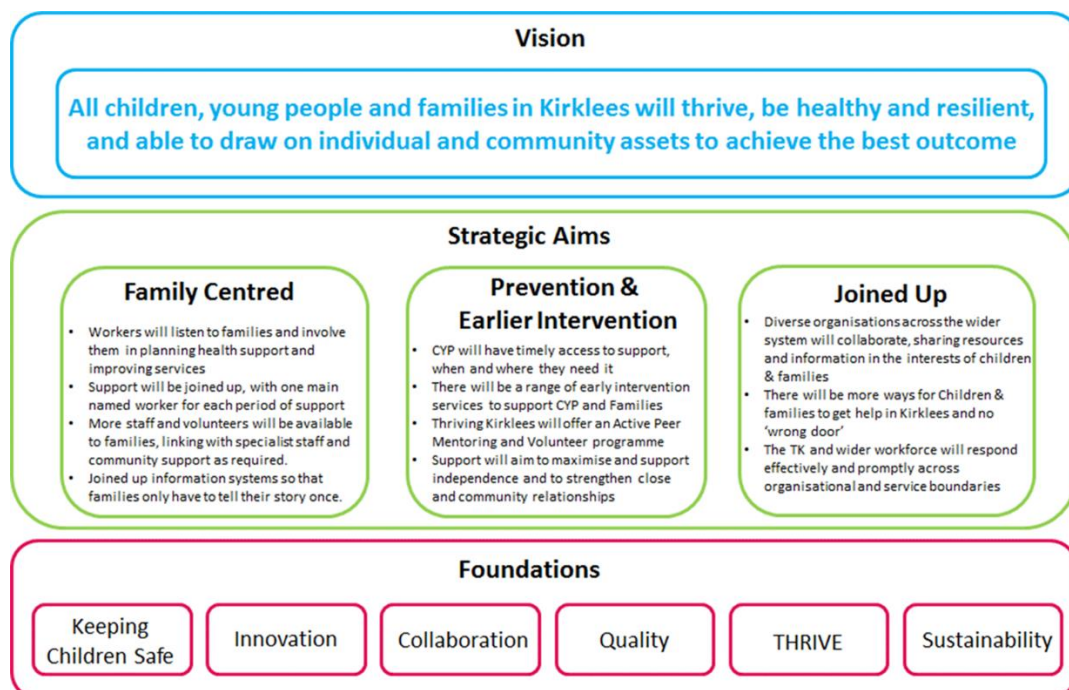 Vision
All children, young people and families in Kirklees will thrive, be healthy and resilient,
and able to draw on individual and community assets to achieve the best outcome
Strategic Aims
Family Centred
• Workers will listen to families and involve
them in planning health support and
improving services
• Support will be joined up, with one main
named worker for each period of support
• More staff and volunteers will be available
to families, linking with specialist staff and
community support as required.
• Joined up information systems so that
families only have to tell their story once.
Prevention &
Earlier Intervention
• CYP will have timely access to support,
when and where they need it
• There will be a range of early intervention
services to support CYP and Families
• Thriving Kirklees will offer an Active Peer
Mentoring and Volunteer programme
• Support will aim to maximise and support
independence and to strengthen close
and community relationships
Joined Up
• Diverse organisations across the wider
system will collaborate, sharing resources
and information in the interests of children
& families
• There will be more ways for Children &
families to get help in Kirklees and no
‘wrong door’
• The TK and wider workforce will respond
effectively and promptly across
organisational and service boundaries
Foundations
Keeping
Children Safe
Innovation
Collaboration
Quality
THRIVE
Sustainability